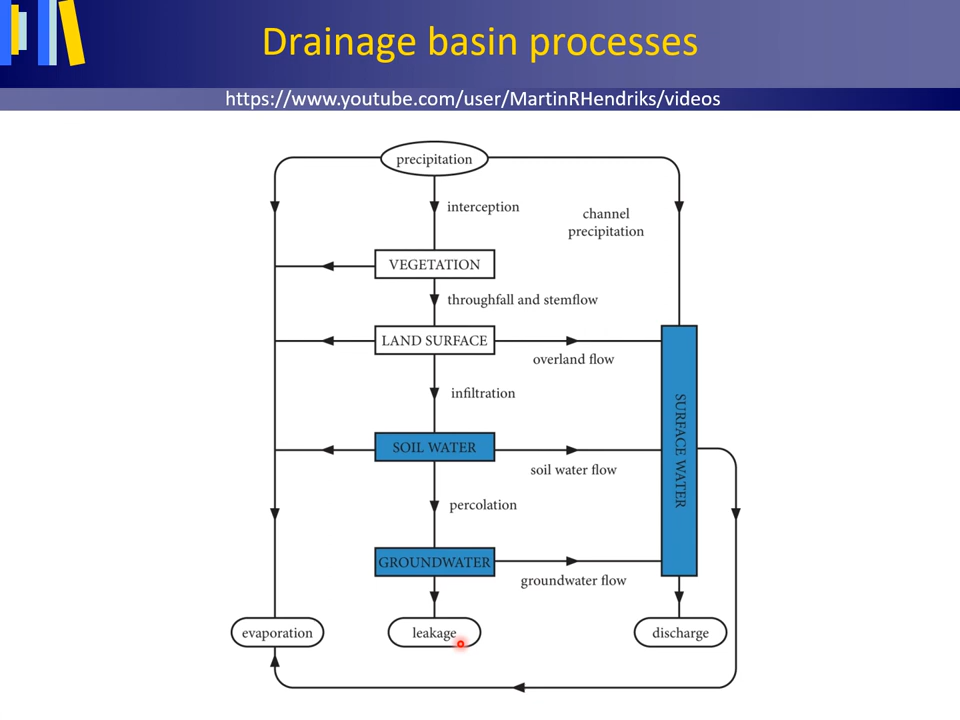 Drainage basin processes
https://www.youtube.com/user/MartinRHendriks/videos
precipitation
interception
channel
precipitation
VEGETATION
throughfall and stemflow
LAND SURFACE
overland flow
infiltration
SURFACE WATER
SOIL WATER
soil water flow
percolation
GROUNDWATER
groundwater flow
evaporation
leakage
discharge